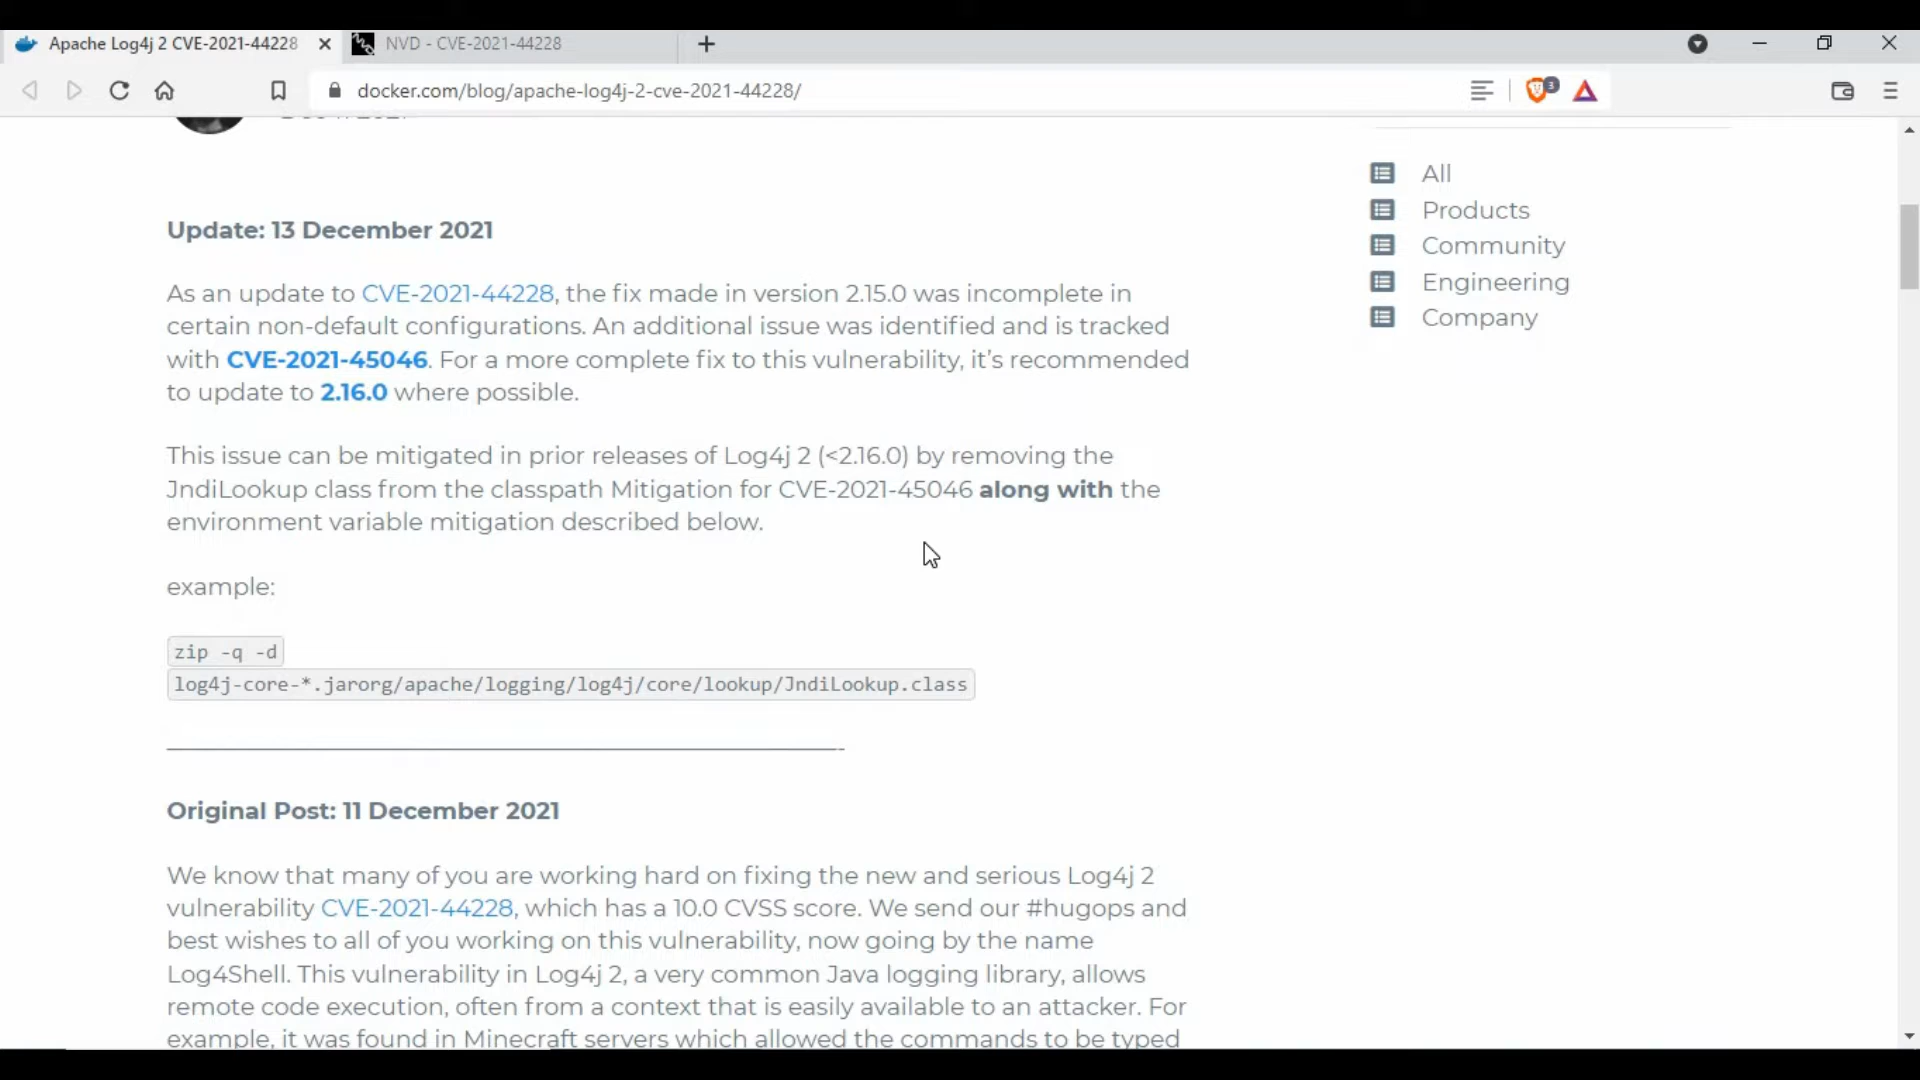 Apache Log4j 2 CVE-2021-44228
NVD - CVE-2021-44228
docker.com/blog/apache-log4j-2-cve-2021-44228/
3
All
Products
Community
Engineering
Company
Update: 13 December 2021
As an update to CVE-2021-44228, the fix made in version 2.15.0 was incomplete in
certain non-default configurations. An additional issue was identified and is tracked
with CVE-2021-45046. For a more complete fix to this vulnerability, it’s recommended
to update to 2.16.0 where possible.
This issue can be mitigated in prior releases of Log4j 2 (<2.16.0) by removing the
JndiLookup class from the classpath Mitigation for CVE-2021-45046 along with the
environment variable mitigation described below.
example:
zip -q -d
log4j-core-*.jarorg/apache/logging/log4j/core/lookup/JndiLookup.class
Original Post: 11 December 2021
We know that many of you are working hard on fixing the new and serious Log4j 2
vulnerability CVE-2021-44228, which has a 10.0 CVSS score. We send our #hugops and
best wishes to all of you working on this vulnerability, now going by the name
Log4Shell. This vulnerability in Log4j 2, a very common Java logging library, allows
remote code execution, often from a context that is easily available to an attacker. For
example, it was found in Minecraft servers which allowed the commands to be typed